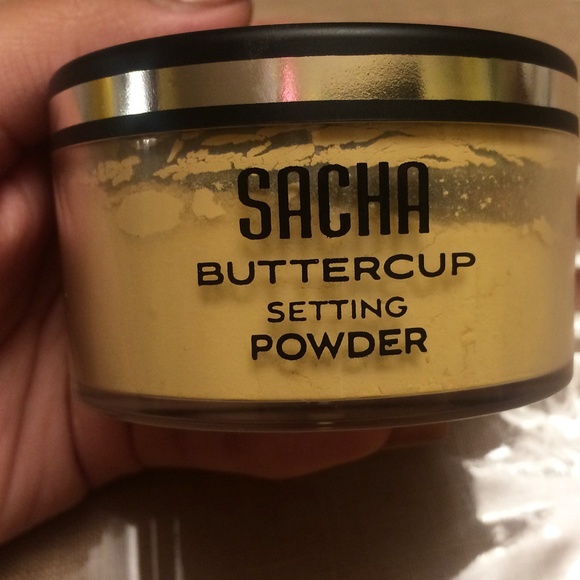 SACHA
BUTTERCUP
SETTING
POWDER